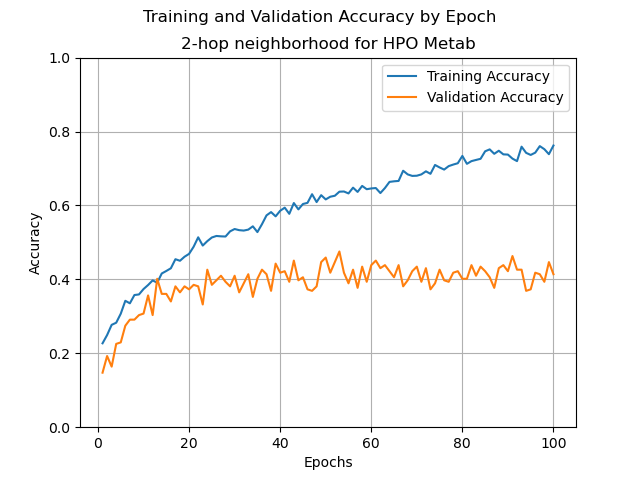 Training and Validation Accuracy by Epoch
2-hop neighborhood for HPO Metab
1.0
Training Accuracy
Validation Accuracy
0.8
0.6
Accuracy
0.4
0.2
0.0
0 20 40 60 80 100
Epochs